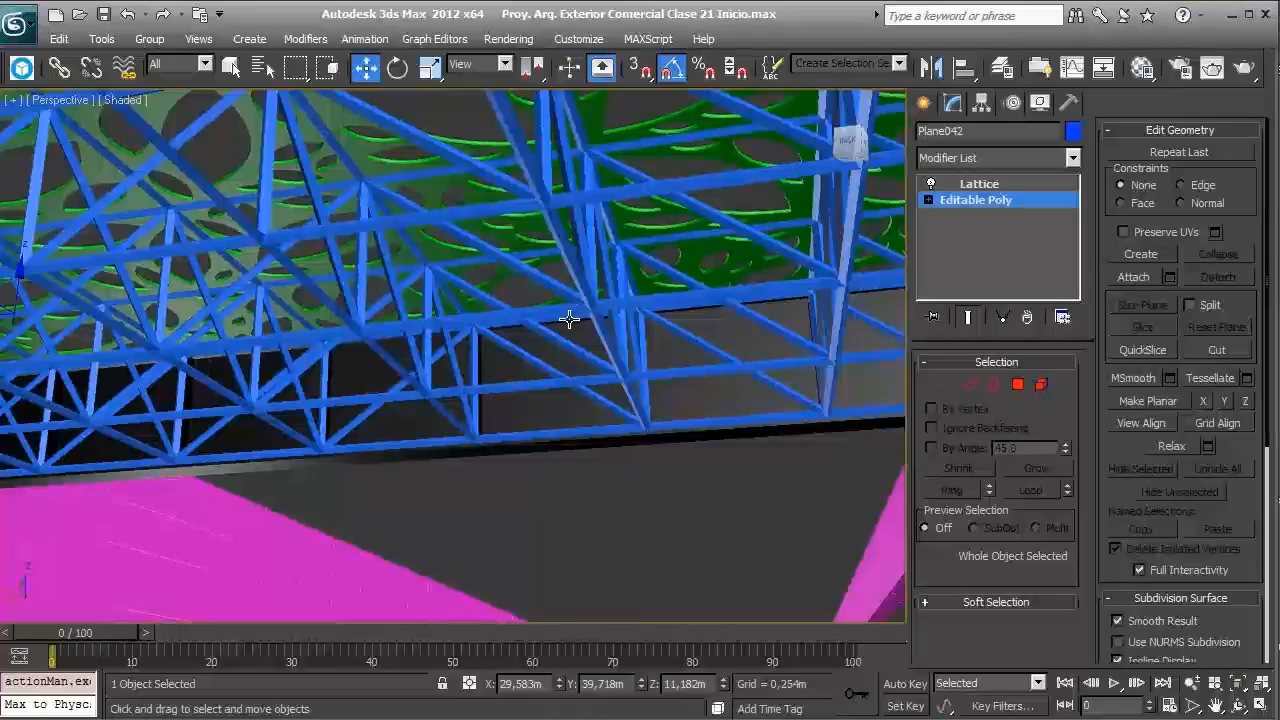 Autodesk 3ds Max 2012 x64 Proy. Arq. Exterior Comercial Clase 21 Inicio.max
Type a keyword or phrase
Edit Tools Group Views Create Modifiers Animation Graph Editors Rendering Customize MAXScript Help
All View 3 Create Selection Se
[ + ] [ Perspective ] [ Shaded ]
Plane042
Modifier List
Lattice
Editable Poly
Selection
By Vertex
Ignore Backfacing
By Angle: 45.0
Shrink Grow
Ring Loop
Preview Selection
Off SubObj Multi
Whole Object Selected
Soft Selection
Edit Geometry
Repeat Last
Constraints
None Edge
Face Normal
Preserve UVs
Create Collapse
Attach Detach
Slice Plane Split
Slice Reset Plane
QuickSlice Cut
MSmooth Tessellate
Make Planar X Y Z
View Align Grid Align
Relax
Hide Selected Unhide All
Hide Unselected
Named Selections:
Copy Paste
Delete Isolated Vertices
Full Interactivity
Subdivision Surface
Smooth Result
Use NURMS Subdivision
Isoline Display
0 / 100
0 10 20 30 40 50 60 70 80 90 100
actionMan.exe 1 Object Selected X: 29,583m Y: 39,718m Z: 11,182m Grid = 0,254m Auto Key Selected
Max to Physc Click and drag to select and move objects Add Time Tag Set Key Key Filters... 0